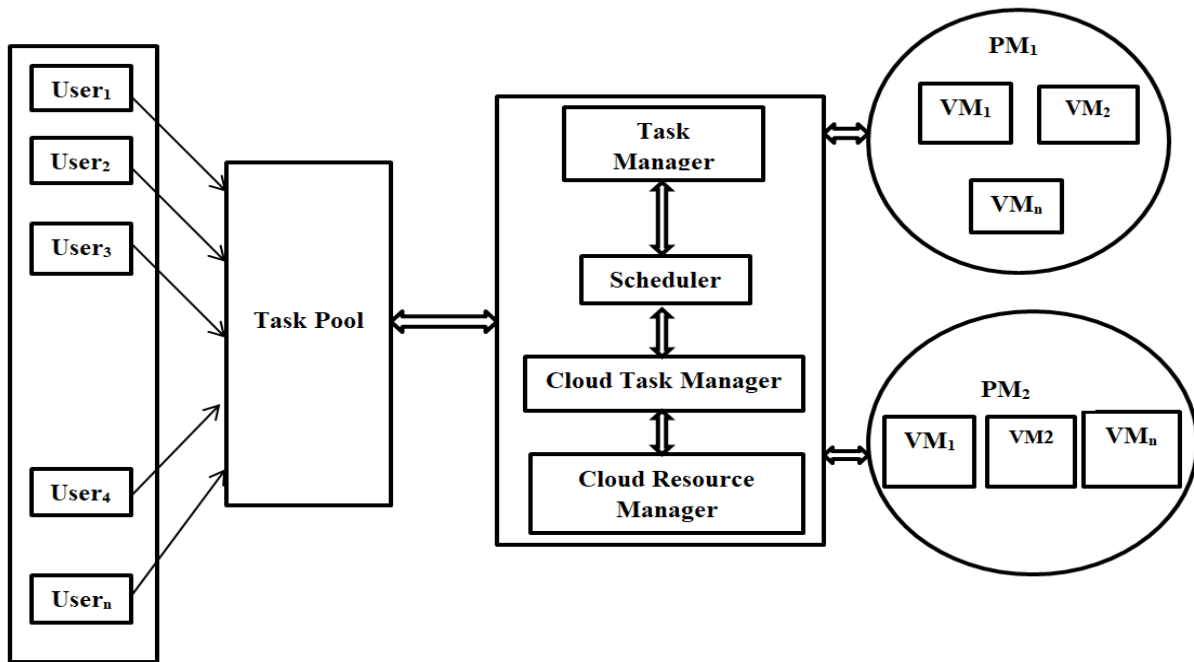 User₁
User₂
User₃
User₄
Userₙ
Task Pool
Task
Manager
Scheduler
Cloud Task Manager
Cloud Resource
Manager
PM₁
VM₁
VM₂
VMₙ
PM₂
VM₁
VM2
VMₙ